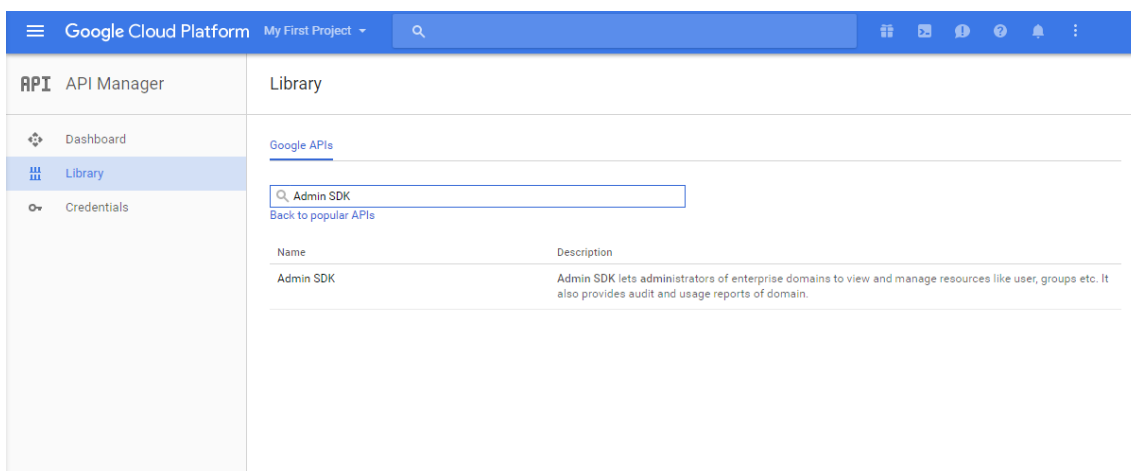 Google Cloud Platform My First Project
API API Manager
Library
Dashboard
Library
Credentials
Google APIs
Admin SDK
Back to popular APIs
Name Description
Admin SDK Admin SDK lets administrators of enterprise domains to view and manage resources like user, groups etc. It
also provides audit and usage reports of domain.